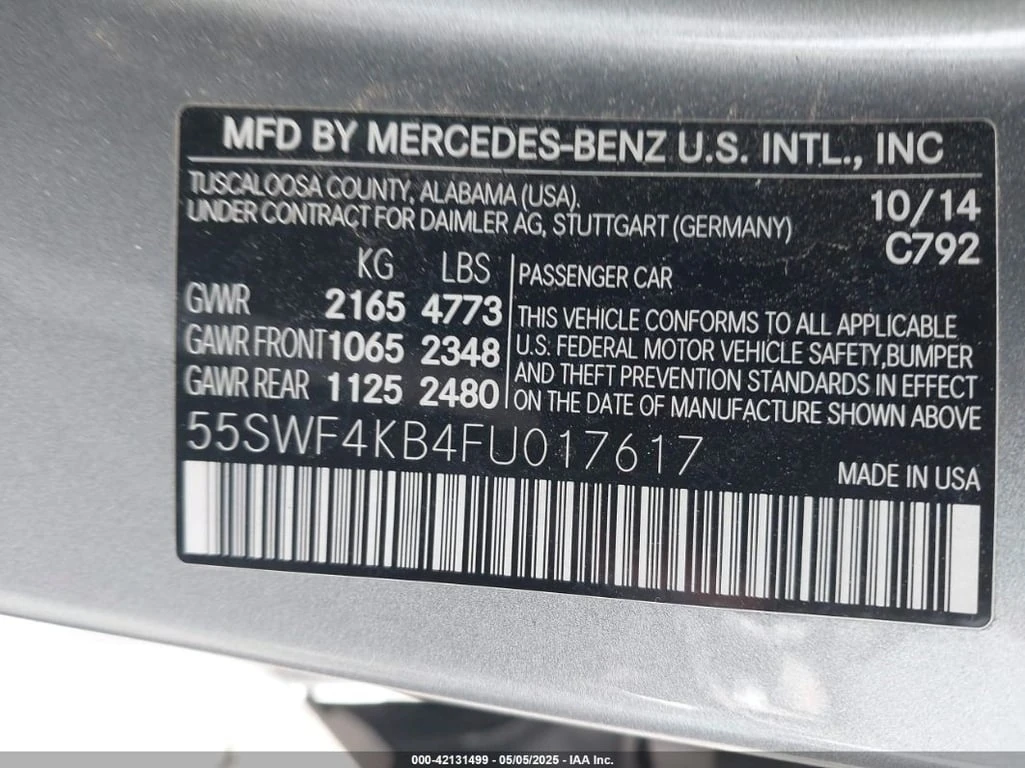 MFD BY MERCEDES-BENZ U.S. INTL., INC
TUSCALOOSA COUNTY, ALABAMA (USA).
UNDER CONTRACT FOR DAIMLER AG, STUTTGART (GERMANY)
10/14
C792
KG LBS
GVWR 2165 4773
GAWR FRONT 1065 2348
GAWR REAR 1125 2480
PASSENGER CAR
THIS VEHICLE CONFORMS TO ALL APPLICABLE
U.S. FEDERAL MOTOR VEHICLE SAFETY,BUMPER
AND THEFT PREVENTION STANDARDS IN EFFECT
ON THE DATE OF MANUFACTURE SHOWN ABOVE
55SWF4KB4FU017617
MADE IN USA
000-42131499 — 05/05/2025 — IAA Inc.